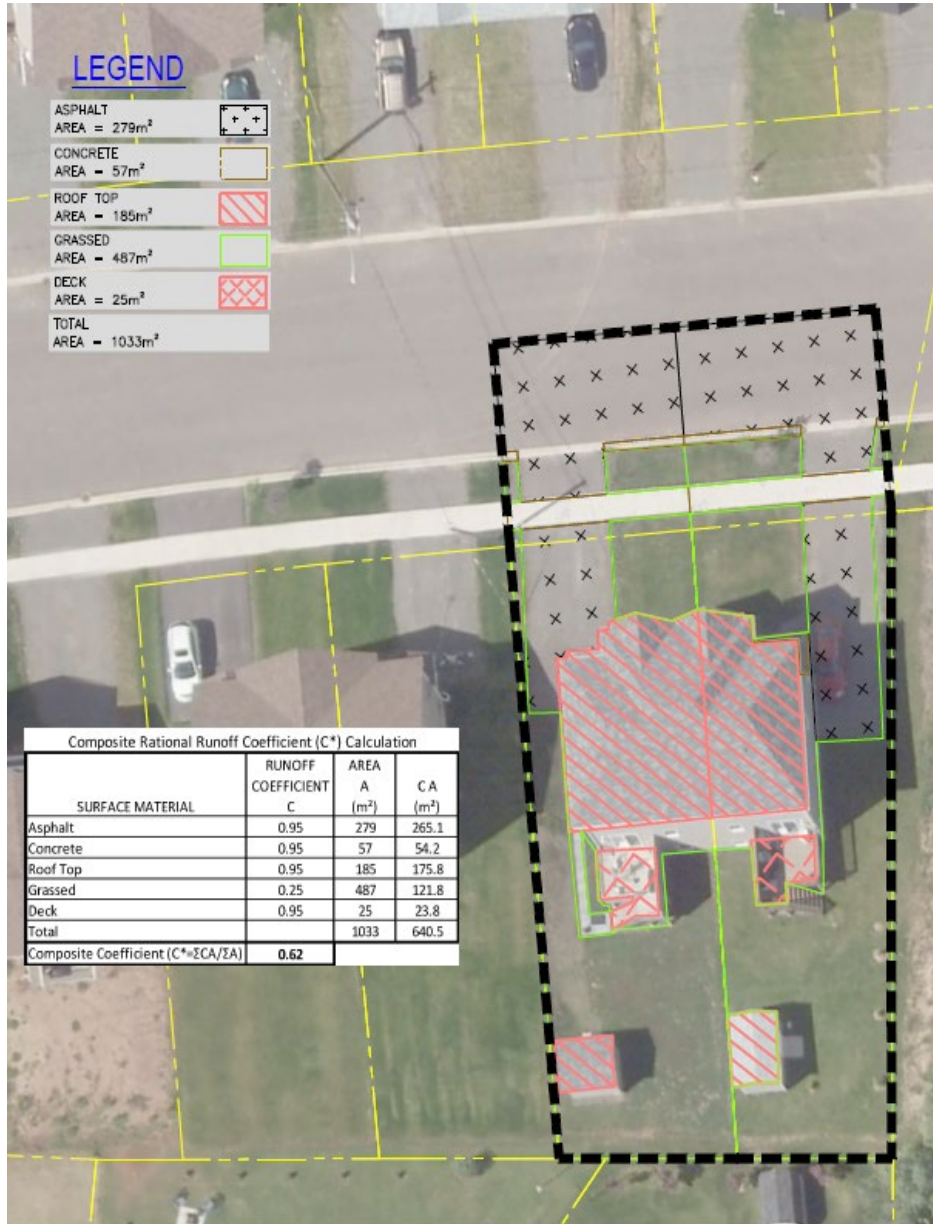 LEGEND
ASPHALT
AREA = 279m²
CONCRETE
AREA = 57m²
ROOF TOP
AREA = 185m²
GRASSED
AREA = 487m²
DECK
AREA = 25m²
TOTAL
AREA = 1033m²
Composite Rational Runoff Coefficient (C*) Calculation
SURFACE MATERIAL RUNOFF COEFFICIENT C AREA A (m²) C A (m²)
Asphalt 0.95 279 265.1
Concrete 0.95 57 54.2
Roof Top 0.95 185 175.8
Grassed 0.25 487 121.8
Deck 0.95 25 23.8
Total 1033 640.5
Composite Coefficient (C*=ΣCA/ΣA) 0.62